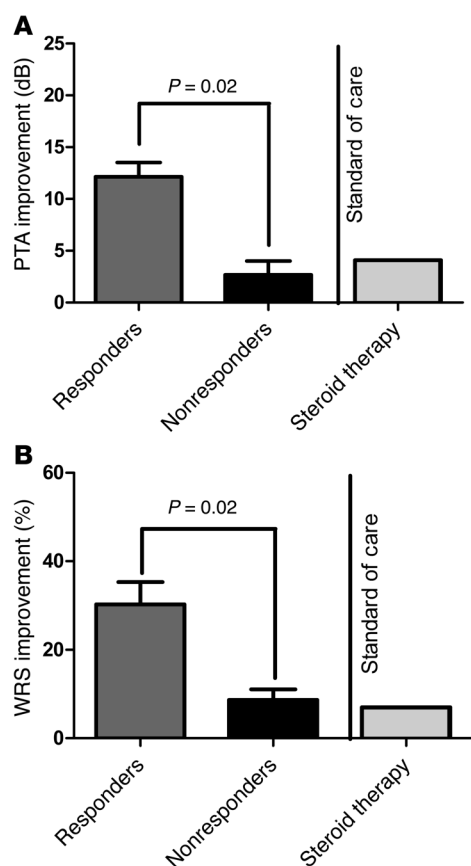 A
PTA improvement (dB)
25
20
15
10
5
0
P = 0.02
Standard of care
Responders
Nonresponders
Steroid therapy
B
WRS improvement (%)
60
40
20
0
P = 0.02
Standard of care
Responders
Nonresponders
Steroid therapy